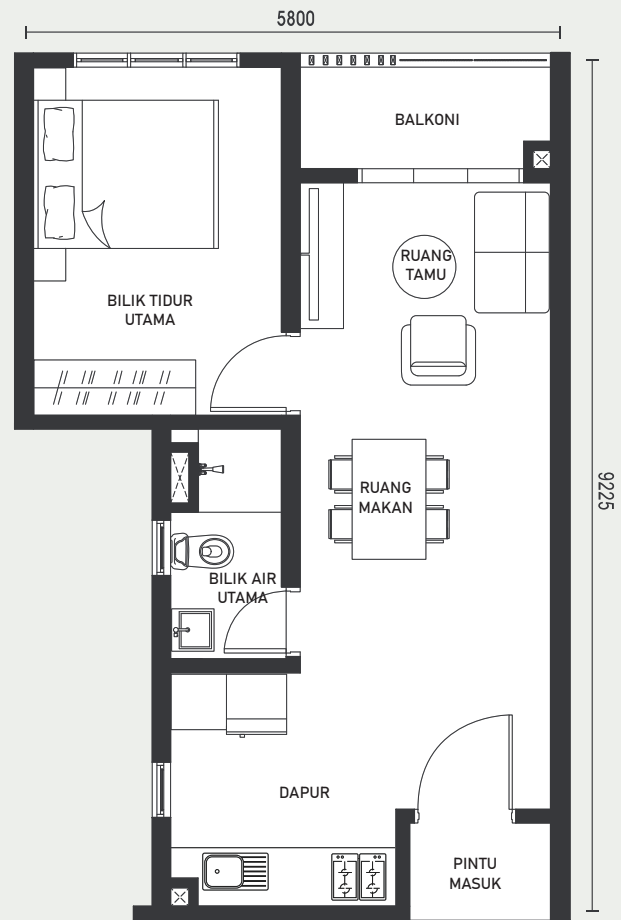 5800
BALKONI
RUANG
TAMU
BILIK TIDUR
UTAMA
9225
RUANG
MAKAN
BILIK AIR
UTAMA
DAPUR
PINTU
MASUK